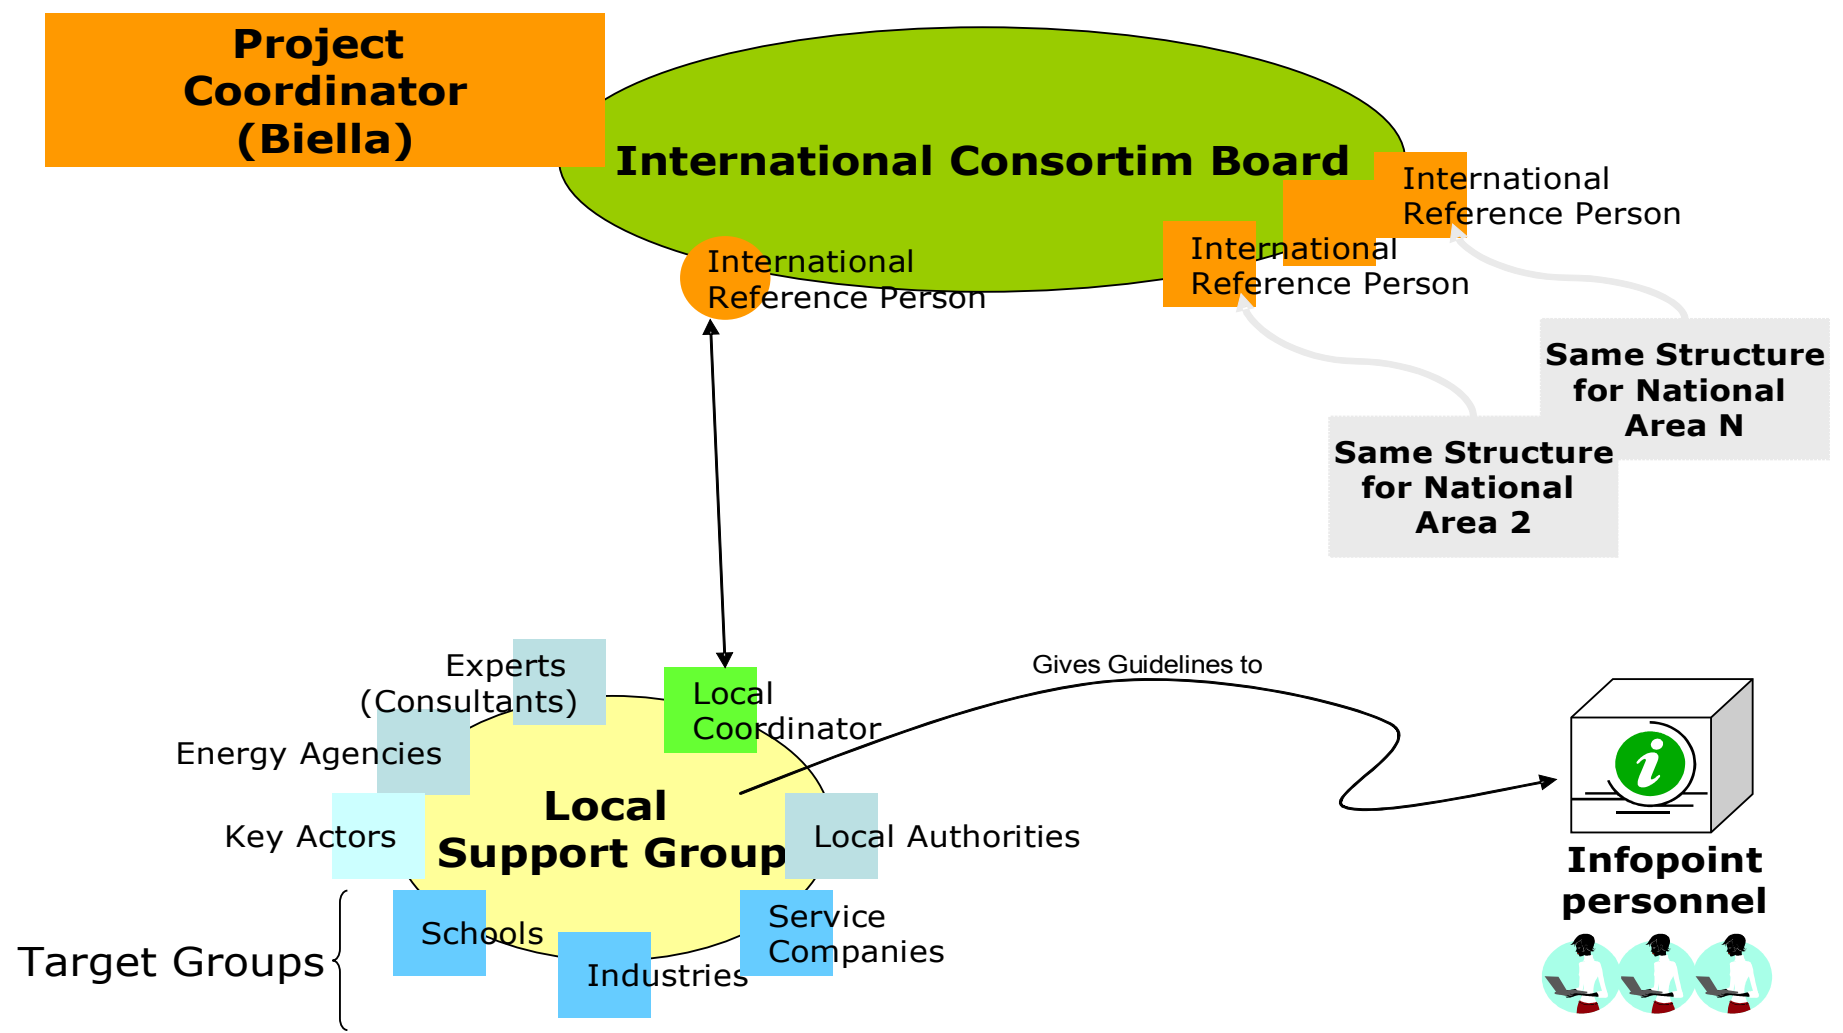 Project
Coordinator
(Biella)
International Consortim Board
International
Reference Person
International
Reference Person
International
Reference Person
Same Structure
for National
Area N
Same Structure
for National
Area 2
Experts
(Consultants)
Local
Coordinator
Gives Guidelines to
Energy Agencies
Key Actors
Local
Support Group
Local Authorities
i
Infopoint
personnel
Schools
Service
Companies
Target Groups
Industries